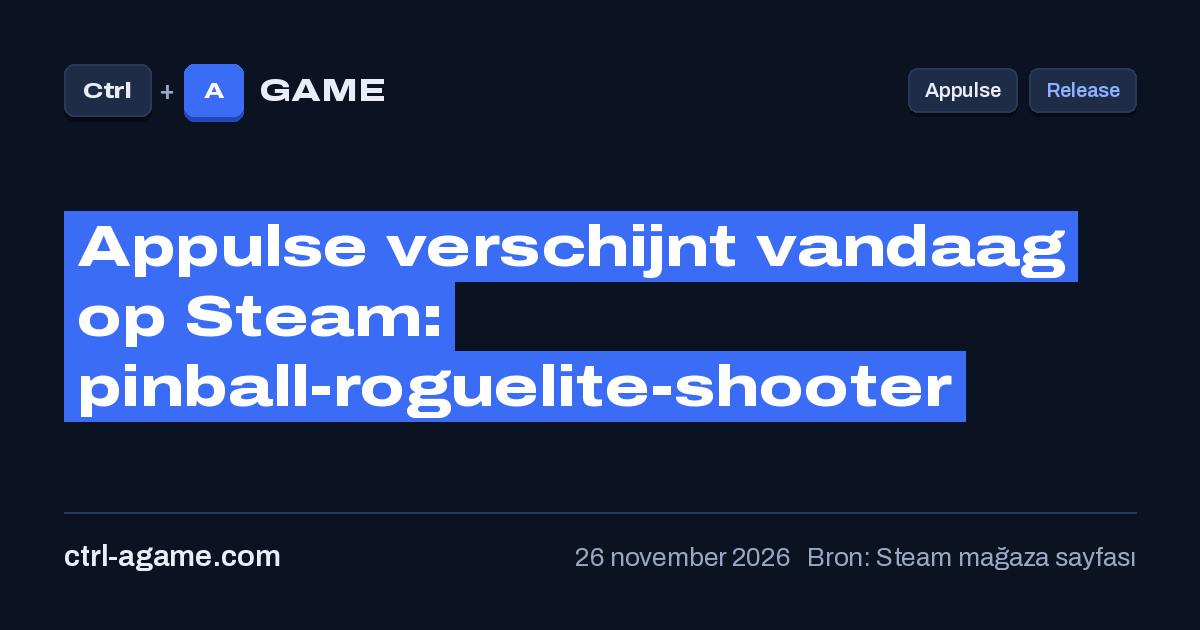 Ctrl + A GAME
Appulse Release
Appulse verschijnt vandaag
op Steam:
pinball-roguelite-shooter
ctrl-agame.com
26 november 2026 Bron: Steam mağaza sayfası